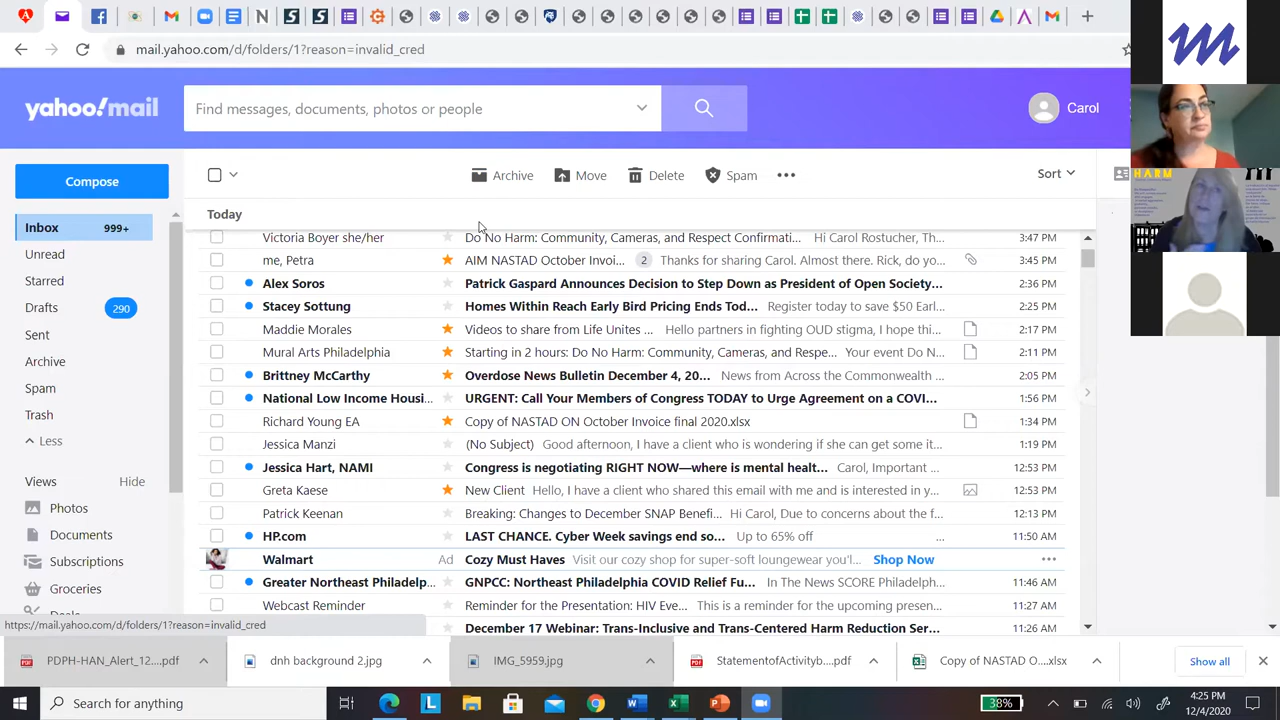 mail.yahoo.com/d/folders/1?reason=invalid_cred
yahoo!mail
Find messages, documents, photos or people
Carol
HARM
Compose
Archive Move Delete Spam ••• Sort
Today
Inbox 999+
Unread
Starred
Drafts 290
Sent
Archive
Spam
Trash
Less
Views Hide
Photos
Documents
Subscriptions
Groceries
Deals
Victoria Boyer she/her Do No Harm: Community, Cameras, and Respect Confirmati... Hi Carol Rostucher, Th... 3:47 PM
me, Petra AIM NASTAD October Invoi... 2 Thanks for sharing Carol. Almost there. Rick, do yo... 3:45 PM
Alex Soros Patrick Gaspard Announces Decision to Step Down as President of Open Society... 2:36 PM
Stacey Sottung Homes Within Reach Early Bird Pricing Ends Tod... Register today to save $50 Earl... 2:25 PM
Maddie Morales Videos to share from Life Unites ... Hello partners in fighting OUD stigma, I hope thi... 2:17 PM
Mural Arts Philadelphia Starting in 2 hours: Do No Harm: Community, Cameras, and Respe... Your event Do N... 2:11 PM
Brittney McCarthy Overdose News Bulletin December 4, 20... News from Across the Commonwealth ... 2:05 PM
National Low Income Housi... URGENT: Call Your Members of Congress TODAY to Urge Agreement on a COVI... 1:56 PM
Richard Young EA Copy of NASTAD ON October Invoice final 2020.xlsx 1:34 PM
Jessica Manzi (No Subject) Good afternoon, I have a client who is wondering if she can get some it... 1:19 PM
Jessica Hart, NAMI Congress is negotiating RIGHT NOW—where is mental healt... Carol, Important ... 12:53 PM
Greta Kaese New Client Hello, I have a client who shared this email with me and is interested in y... 12:53 PM
Patrick Keenan Breaking: Changes to December SNAP Benefi... Hi Carol, Due to concerns about the f... 12:13 PM
HP.com LAST CHANCE. Cyber Week savings end so... Up to 65% off 11:50 AM
Walmart Ad Cozy Must Haves Visit our cozy shop for super-soft loungewear you'l... Shop Now •••
Greater Northeast Philadelp... GNPCC: Northeast Philadelphia COVID Relief Fu... In The News SCORE Philadelph... 11:46 AM
Webcast Reminder Reminder for the Presentation: HIV Eve... This is a reminder for the upcoming presen... 11:27 AM
December 17 Webinar: Trans-Inclusive and Trans-Centered Harm Reduction Ser... 11:26 AM
https://mail.yahoo.com/d/folders/1?reason=invalid_cred
PDPH-HAN_Alert_12....pdf dnh background 2.jpg IMG_5959.jpg StatementofActivityb....pdf Copy of NASTAD O....xlsx Show all
Search for anything
38%
4:25 PM
12/4/2020